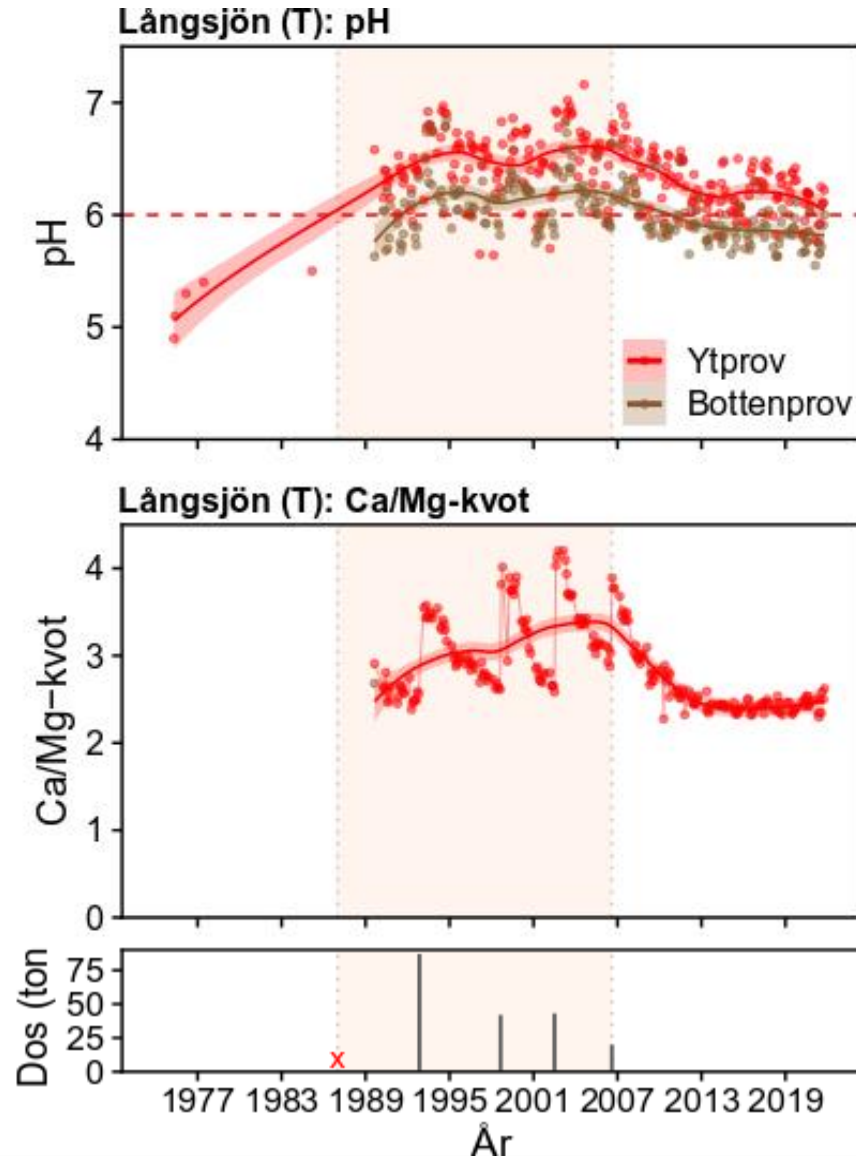 Långsjön (T): pH
pH
7
6
5
4
Ytprov
Bottenprov
Långsjön (T): Ca/Mg-kvot
Ca/Mg−kvot
4
3
2
1
0
Dos (ton
75
50
25
0
x
1977 1983 1989 1995 2001 2007 2013 2019
År